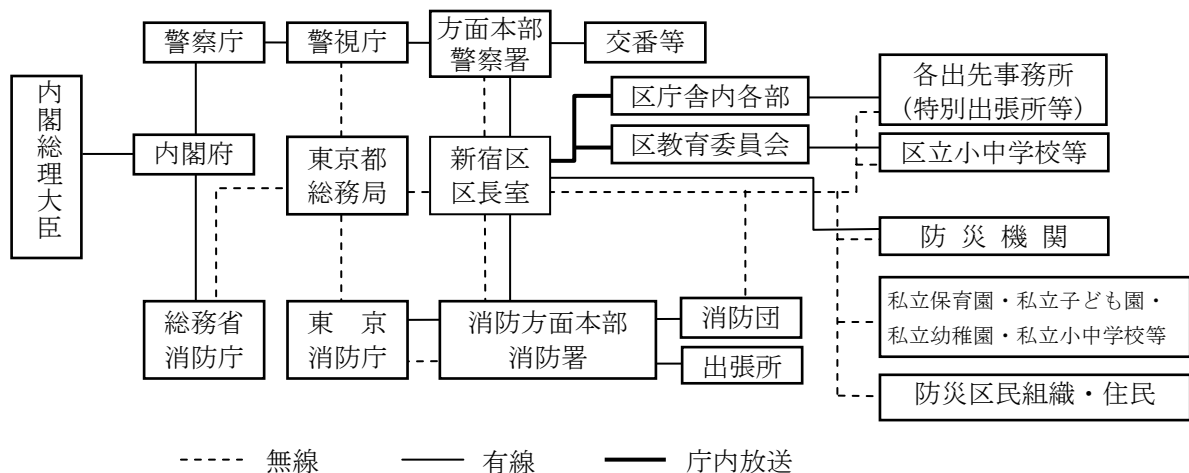 警察庁
警視庁
方面本部
警察署
交番等
内閣総理大臣
内閣府
東京都
総務局
新宿区
区長室
区庁舎内各部
区教育委員会
各出先事務所
（特別出張所等）
区立小中学校等
防災機関
総務省
消防庁
東京
消防庁
消防方面本部
消防署
消防団
出張所
私立保育園・私立子ども園・
私立幼稚園・私立小中学校等
防災区民組織・住民
無線
有線
庁内放送